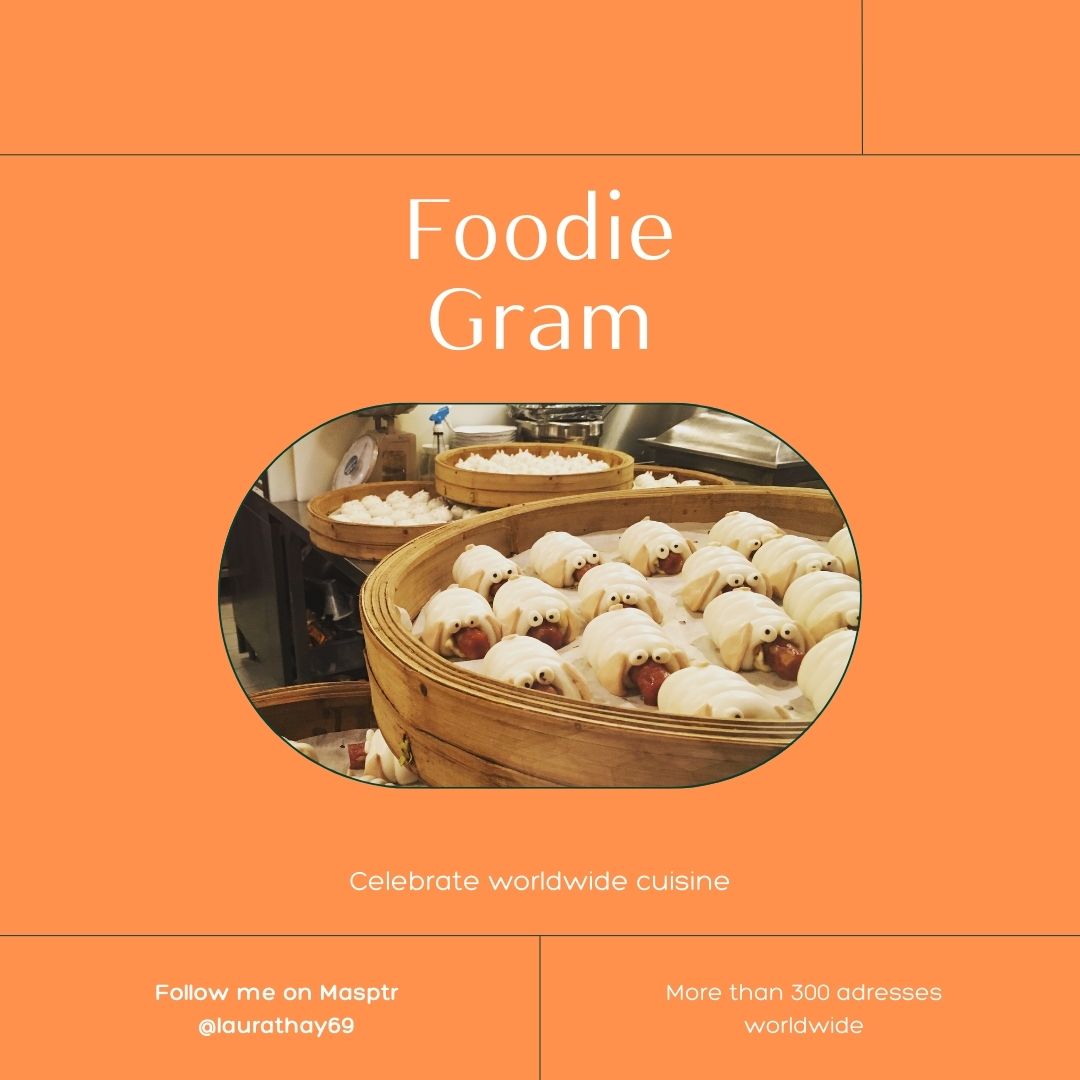 Foodie
Gram
Celebrate worldwide cuisine
Follow me on Masptr
@laurathay69
More than 300 adresses
worldwide